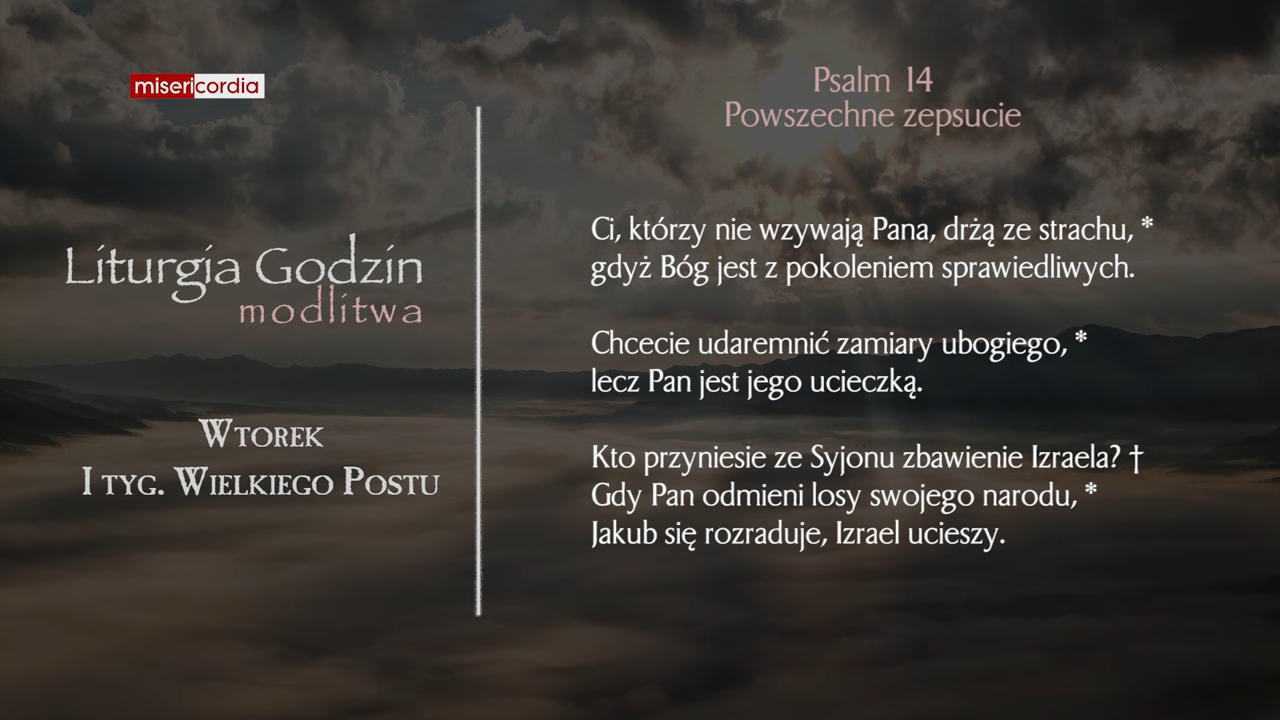 misericordia
Liturgia Godzin
modlitwa
Wtorek
I tyg. Wielkiego Postu
Psalm 14
Powszechne zepsucie
Ci, którzy nie wzywają Pana, drżą ze strachu, *
gdyż Bóg jest z pokoleniem sprawiedliwych.
Chcecie udaremnić zamiary ubogiego, *
lecz Pan jest jego ucieczką.
Kto przyniesie ze Syjonu zbawienie Izraela? †
Gdy Pan odmieni losy swojego narodu, *
Jakub się rozraduje, Izrael ucieszy.